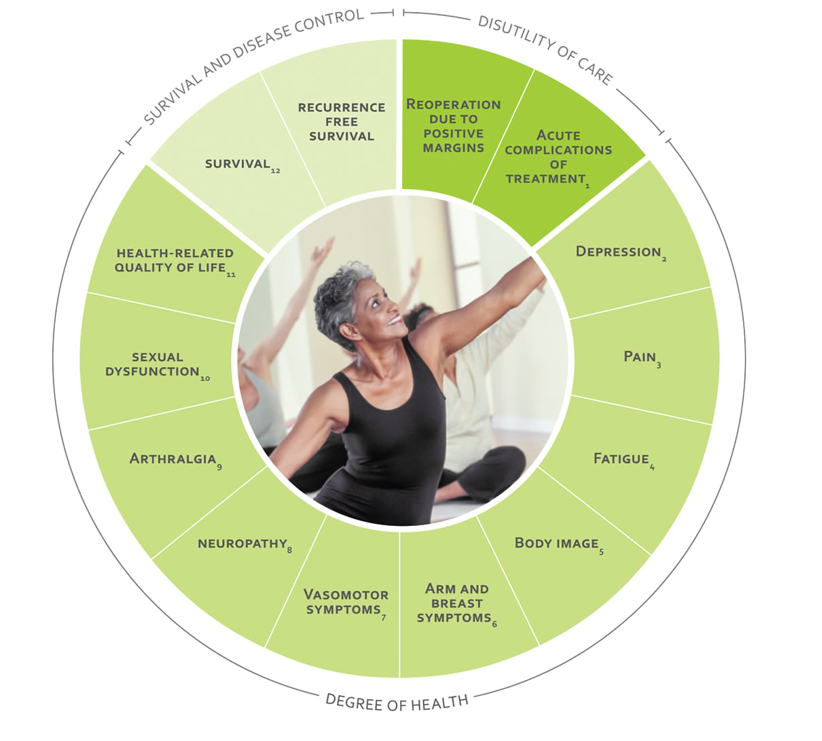 SURVIVAL AND DISEASE CONTROL
DISUTILITY OF CARE
RECURRENCE
FREE
SURVIVAL
REOPERATION
DUE TO
POSITIVE
MARGINS
SURVIVAL12
ACUTE
COMPLICATIONS
OF
TREATMENT1
HEALTH-RELATED
QUALITY OF LIFE11
DEPRESSION2
SEXUAL
DYSFUNCTION10
PAIN3
ARTHRALGIA9
FATIGUE4
NEUROPATHY8
BODY IMAGE5
VASOMOTOR
SYMPTOMS7
ARM AND
BREAST
SYMPTOMS6
DEGREE OF HEALTH